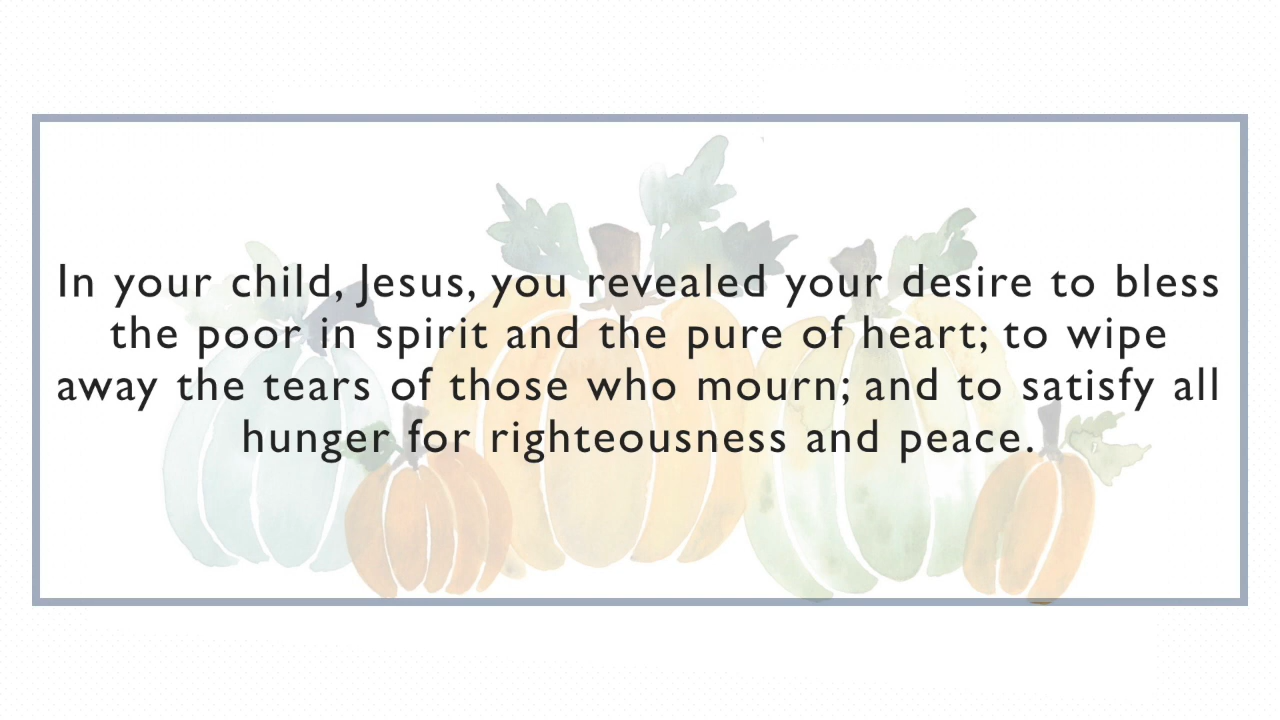 In your child, Jesus, you revealed your desire to bless
the poor in spirit and the pure of heart; to wipe
away the tears of those who mourn; and to satisfy all
hunger for righteousness and peace.